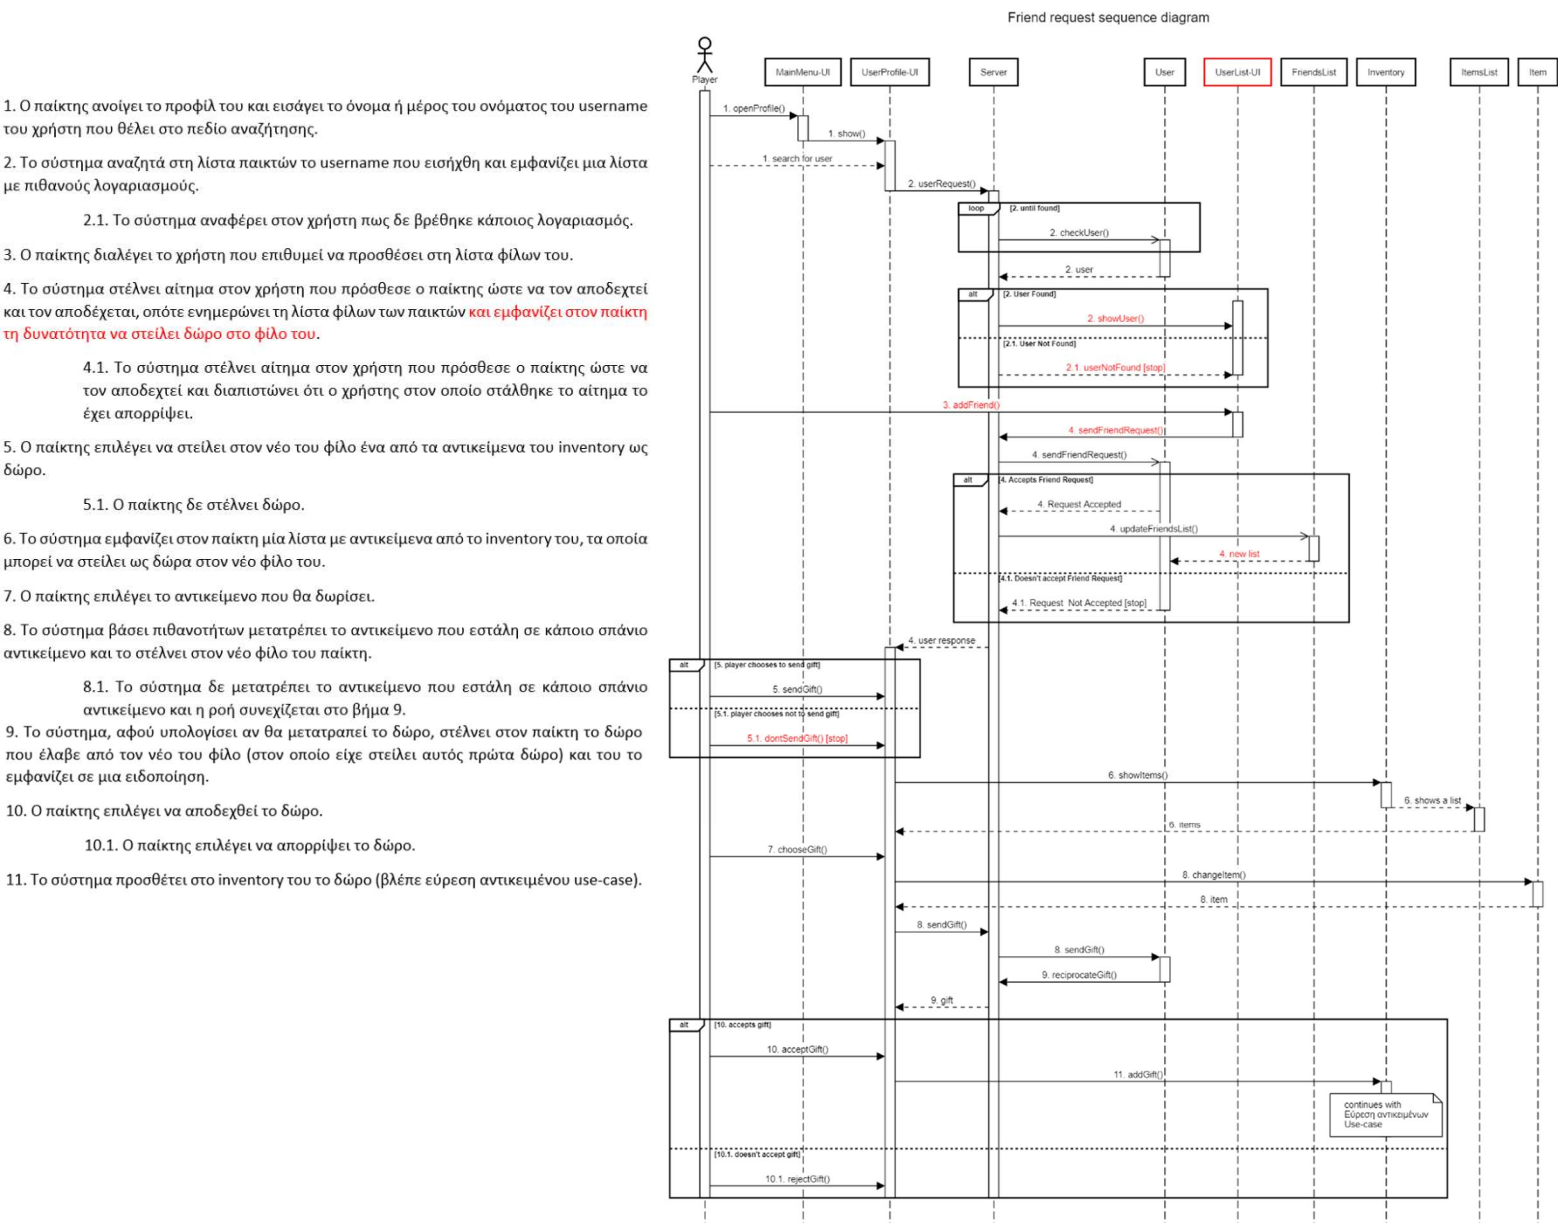 Friend request sequence diagram
1. Ο παίκτης ανοίγει το προφίλ του και εισάγει το όνομα ή μέρος του ονόματος του username
του χρήστη που θέλει στο πεδίο αναζήτησης.
2. Το σύστημα αναζητά στη λίστα παικτών το username που εισήχθη και εμφανίζει μια λίστα
με πιθανούς λογαριασμούς.
2.1. Το σύστημα αναφέρει στον χρήστη πως δε βρέθηκε κάποιος λογαριασμός.
3. Ο παίκτης διαλέγει το χρήστη που επιθυμεί να προσθέσει στη λίστα φίλων του.
4. Το σύστημα στέλνει αίτημα στον χρήστη που πρόσθεσε ο παίκτης ώστε να τον αποδεχτεί
και τον αποδέχεται, οπότε ενημερώνει τη λίστα φίλων των παικτών και εμφανίζει στον παίκτη
τη δυνατότητα να στείλει δώρο στο φίλο του.
4.1. Το σύστημα στέλνει αίτημα στον χρήστη που πρόσθεσε ο παίκτης ώστε να
τον αποδεχτεί και διαπιστώνει ότι ο χρήστης στον οποίο στάλθηκε το αίτημα το
έχει απορρίψει.
5. Ο παίκτης επιλέγει να στείλει στον νέο του φίλο ένα από τα αντικείμενα του inventory ως
δώρο.
5.1. Ο παίκτης δε στέλνει δώρο.
6. Το σύστημα εμφανίζει στον παίκτη μία λίστα με αντικείμενα από το inventory του, τα οποία
μπορεί να στείλει ως δώρα στον νέο φίλο του.
7. Ο παίκτης επιλέγει το αντικείμενο που θα δωρίσει.
8. Το σύστημα βάσει πιθανοτήτων μετατρέπει το αντικείμενο που εστάλη σε κάποιο σπάνιο
αντικείμενο και το στέλνει στον νέο φίλο του παίκτη.
8.1. Το σύστημα δε μετατρέπει το αντικείμενο που εστάλη σε κάποιο σπάνιο
αντικείμενο και η ροή συνεχίζεται στο βήμα 9.
9. Το σύστημα, αφού υπολογίσει αν θα μετατραπεί το δώρο, στέλνει στον παίκτη το δώρο
που έλαβε από τον νέο του φίλο (στον οποίο είχε στείλει αυτός πρώτα δώρο) και του το
εμφανίζει σε μια ειδοποίηση.
10. Ο παίκτης επιλέγει να αποδεχθεί το δώρο.
10.1. Ο παίκτης επιλέγει να απορρίψει το δώρο.
11. Το σύστημα προσθέτει στο inventory του το δώρο (βλέπε εύρεση αντικειμένου use-case).
Player
MainMenu-UI
UserProfile-UI
Server
User
UserList-UI
FriendsList
Inventory
ItemsList
Item
1. openProfile()
1. show()
1. search for user
2. userRequest()
loop
[2. until found]
2. checkUser()
2. user
alt
[2. User Found]
2. showUser()
[2.1. User Not Found]
2.1. userNotFound [stop]
3. addFriend()
4. sendFriendRequest()
4. sendFriendRequest()
alt
[4. Accepts Friend Request]
4. Request Accepted
4. updateFriendsList()
4. new list
[4.1. Doesn't accept Friend Request]
4.1. Request Not Accepted [stop]
4. user response
alt
[5. player chooses to send gift]
5. sendGift()
[5.1. player chooses not to send gift]
5.1. dontSendGift() [stop]
6. showItems()
6. shows a list
6. items
7. chooseGift()
8. changeItem()
8. item
8. sendGift()
8. sendGift()
9. reciprocateGift()
9. gift
alt
[10. accepts gift]
10. acceptGift()
11. addGift()
continues with
Εύρεση αντικειμένων
Use-case
[10.1. doesn't accept gift]
10.1. rejectGift()